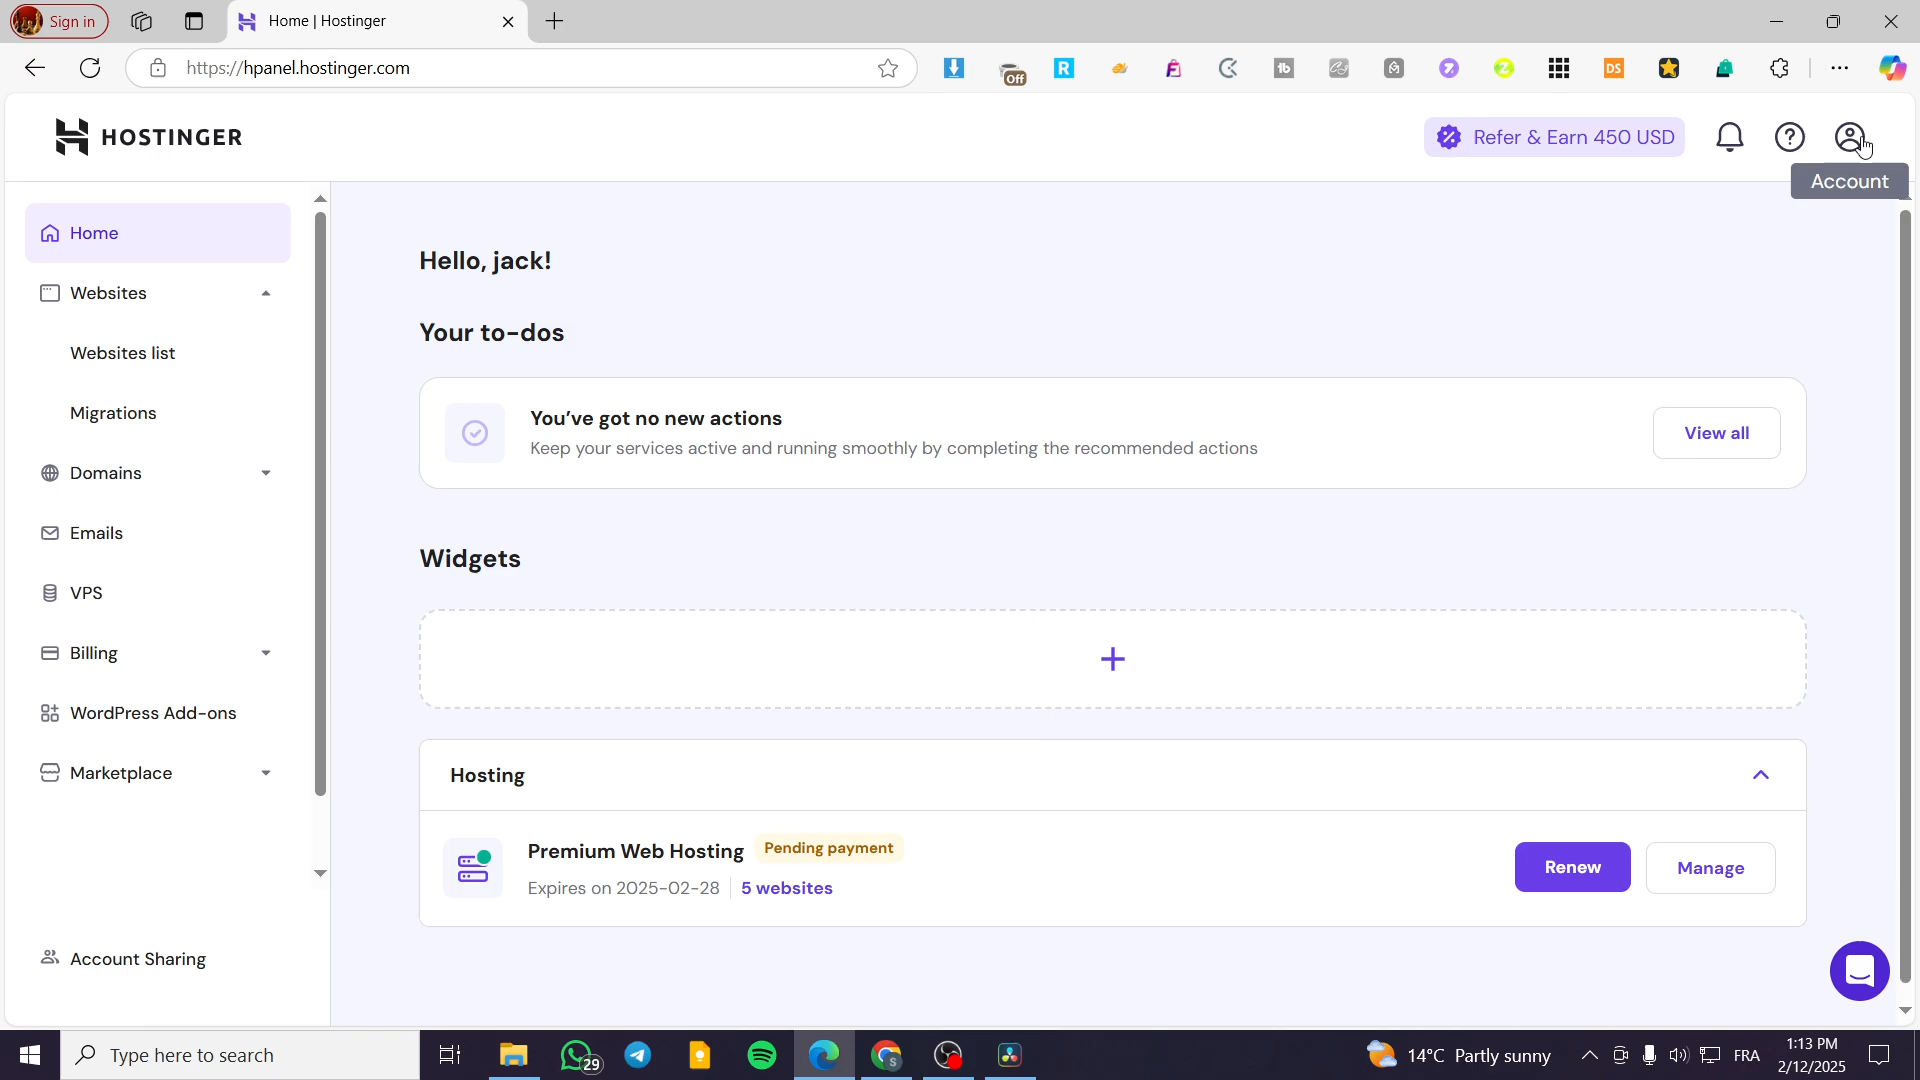 Sign in
Home | Hostinger
https://hpanel.hostinger.com
Off
R
tb
DS
HOSTINGER
Refer & Earn 450 USD
Account
Home
Websites
Websites list
Migrations
Domains
Emails
VPS
Billing
WordPress Add-ons
Marketplace
Account Sharing
Hello, jack!
Your to-dos
You've got no new actions
Keep your services active and running smoothly by completing the recommended actions
View all
Widgets
+
Hosting
Premium Web Hosting Pending payment
Expires on 2025-02-28 5 websites
Renew
Manage
Type here to search
29
S
14°C Partly sunny
FRA
1:13 PM
2/12/2025